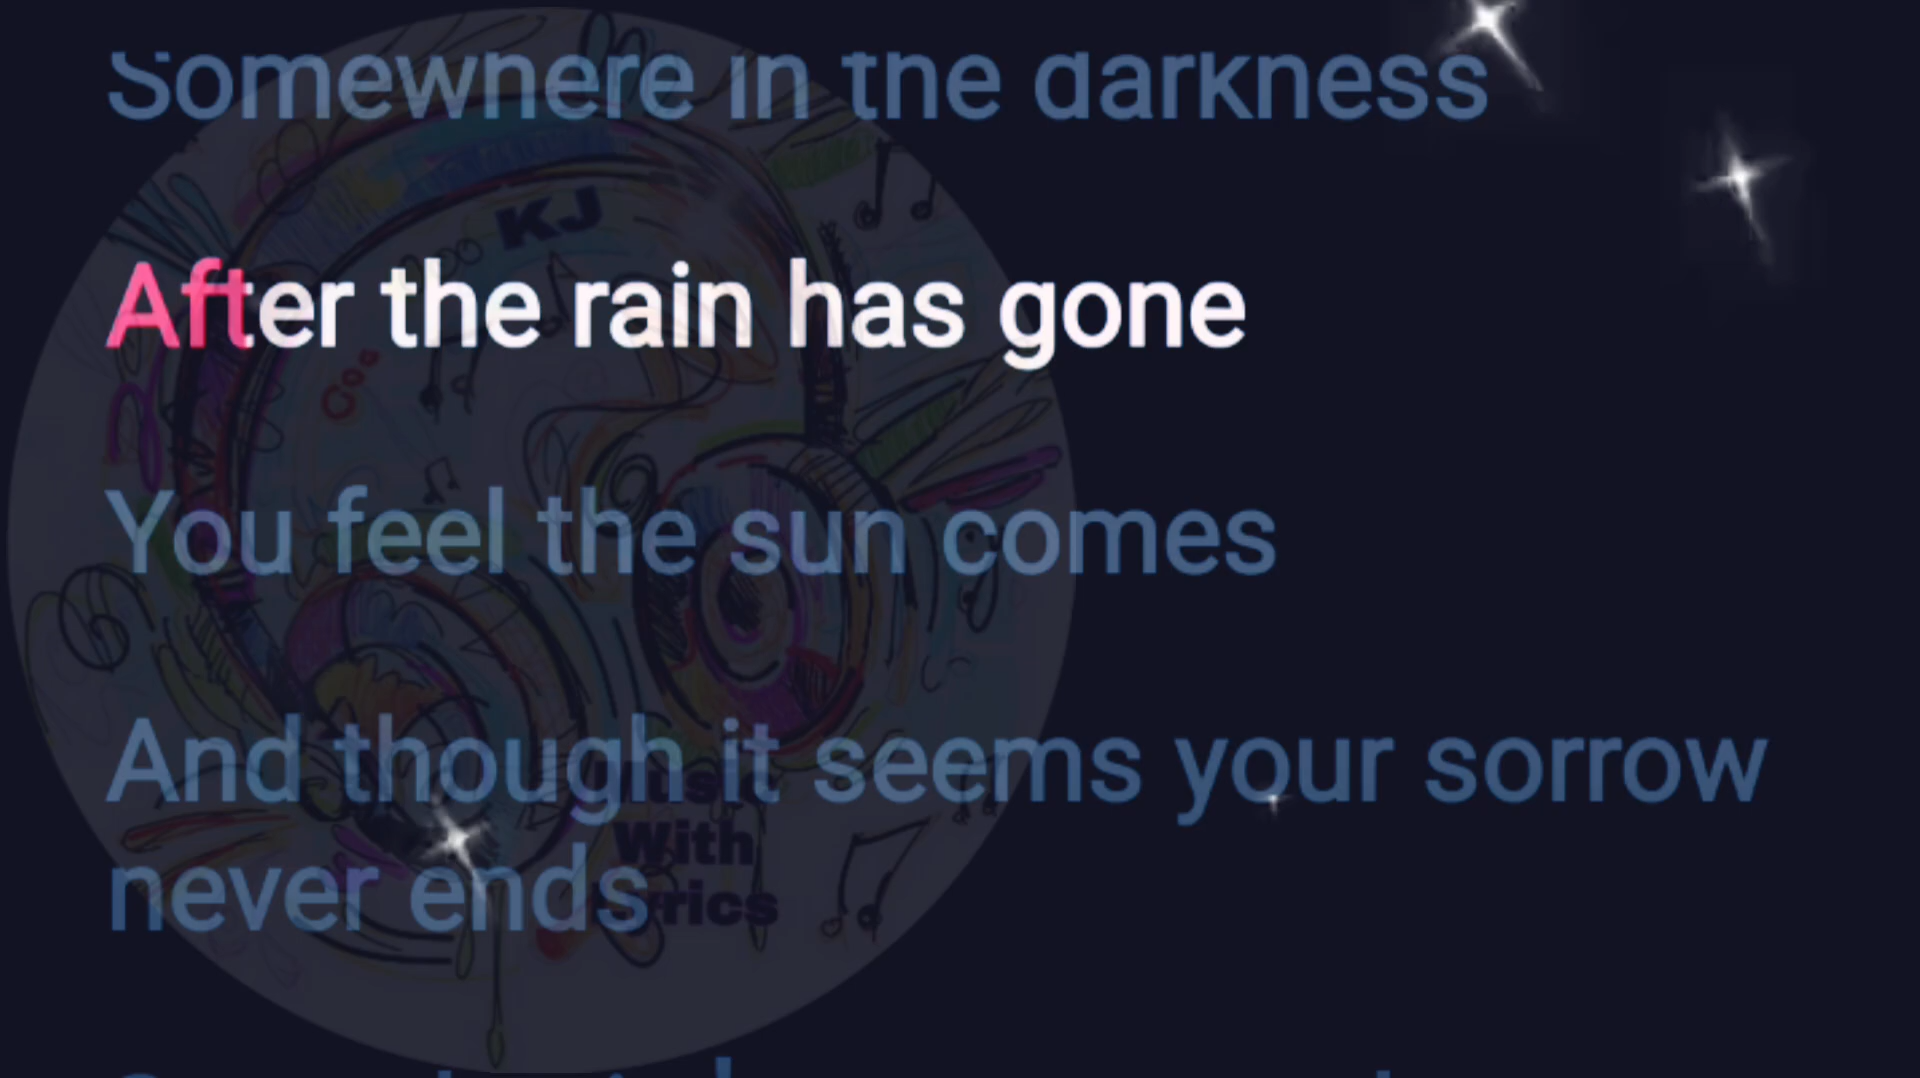 Somewhere in the darkness
KJ
After the rain has gone
You feel the sun comes
And though it seems your sorrow
With
never ends